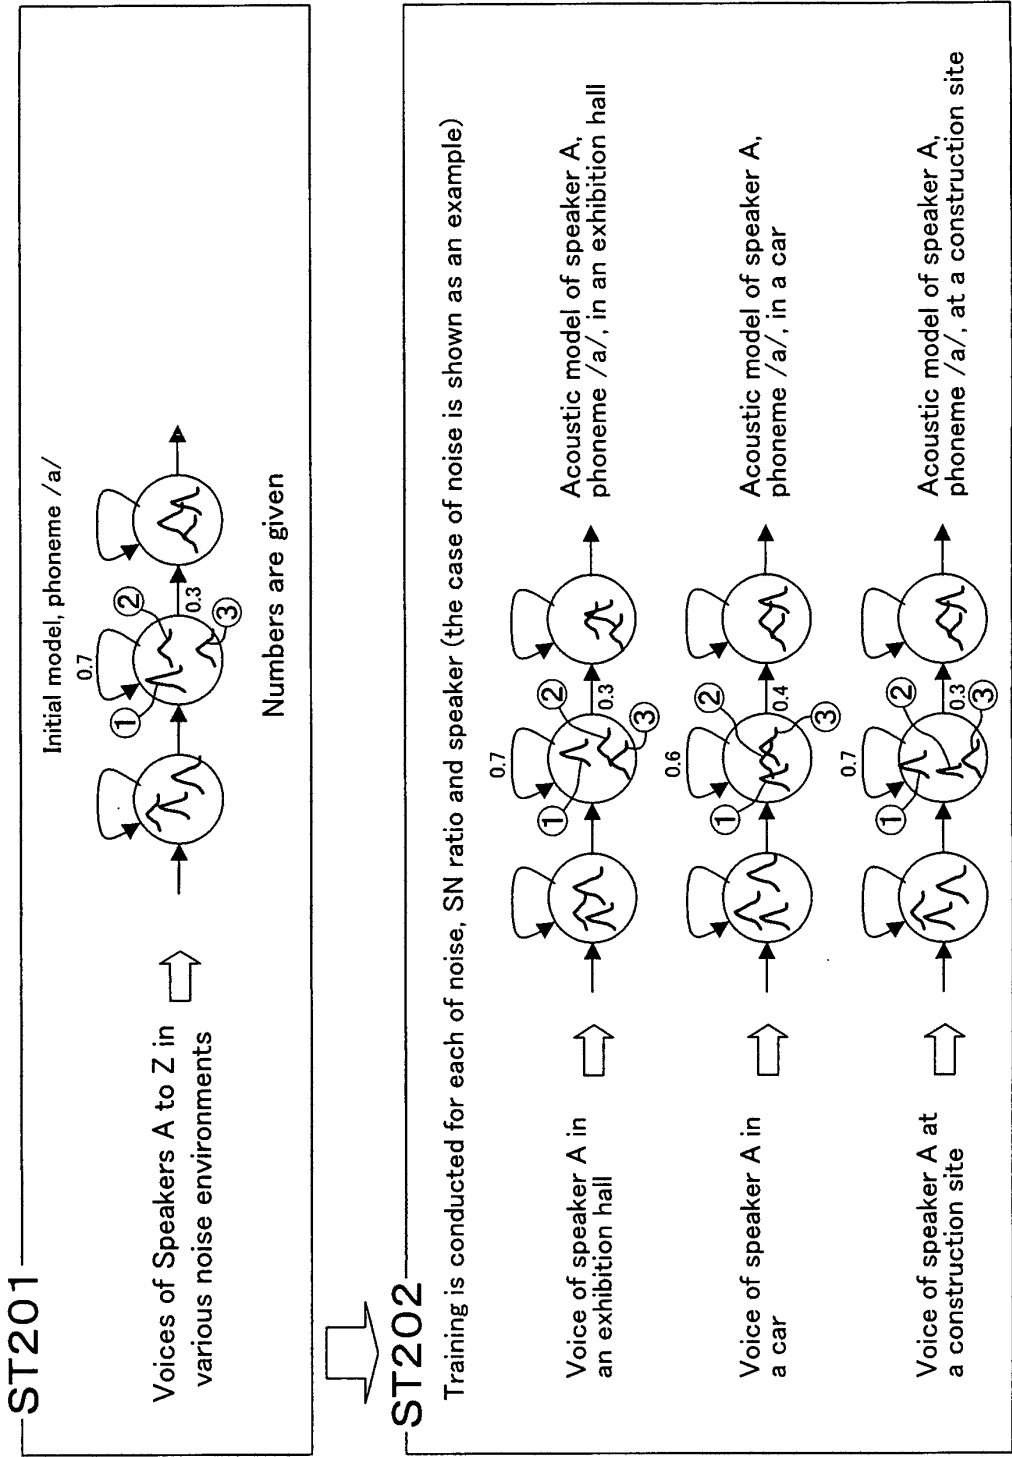 ST201
Initial model, phoneme /a/
0.7
①
②
0.3
③
Voices of Speakers A to Z in
various noise environments
Numbers are given
ST202
Training is conducted for each of noise, SN ratio and speaker (the case of noise is shown as an example)
Voice of speaker A in
an exhibition hall
0.7
①
②
0.3
③
Acoustic model of speaker A,
phoneme /a/, in an exhibition hall
Voice of speaker A in
a car
0.6
①
②
0.4
③
Acoustic model of speaker A,
phoneme /a/, in a car
Voice of speaker A at
a construction site
0.7
①
②
0.3
③
Acoustic model of speaker A,
phoneme /a/, at a construction site